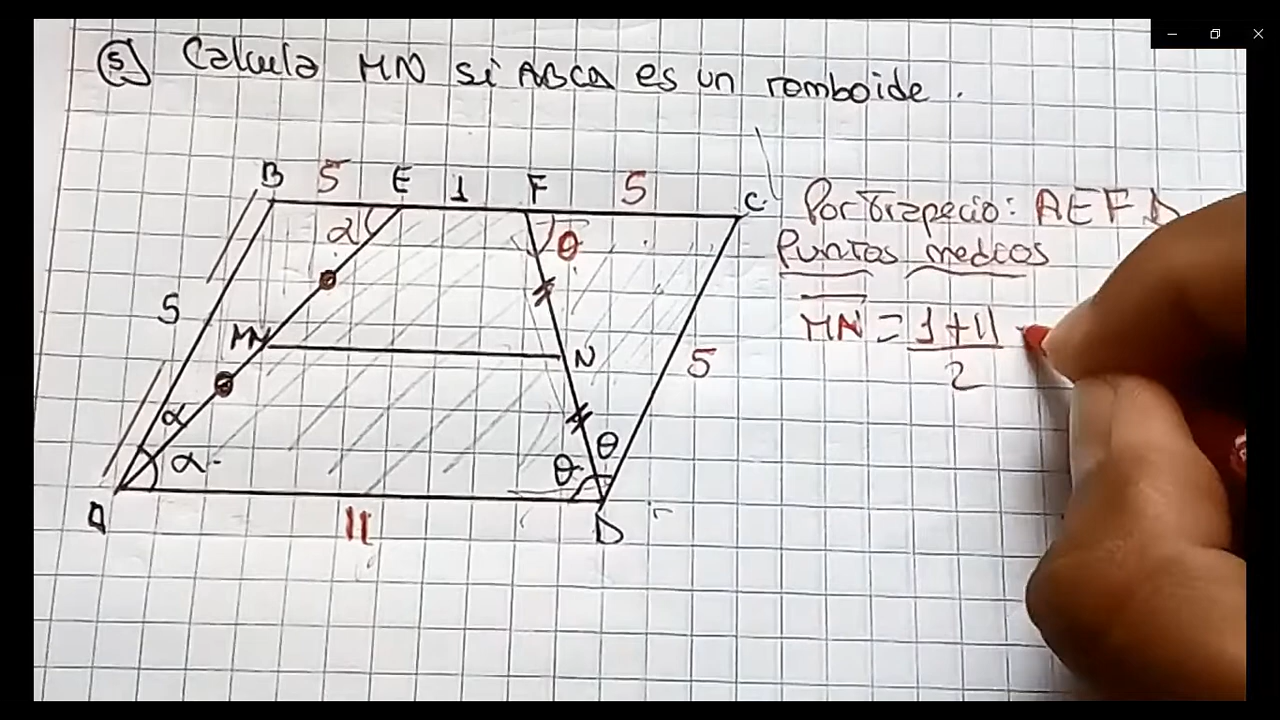 5) Calcula MN si ABCA es un romboide.
B 5 E 1 F 5 C
α θ
5 M N 5
α θ
α θ
A 11 D
Por Trapecio: AEFD
Puntos medios
MN = 1+11
2